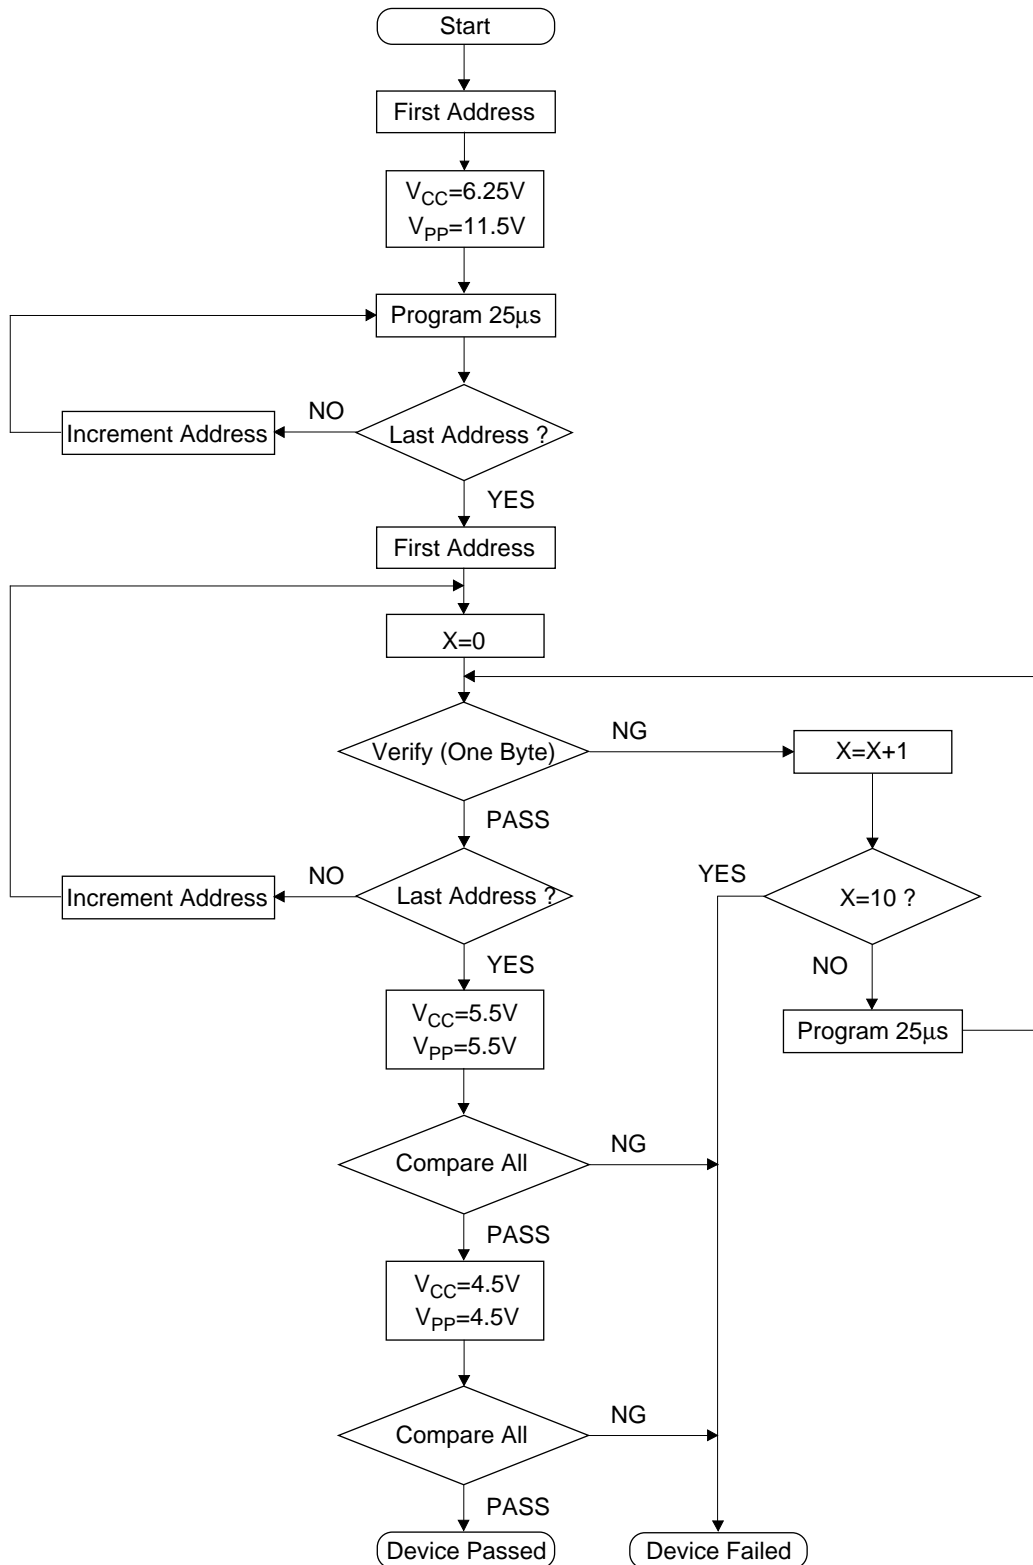 Start
First Address
VCC=6.25V
VPP=11.5V
Program 25μs
Last Address ?
NO
Increment Address
YES
First Address
X=0
Verify (One Byte)
NG
X=X+1
PASS
Last Address ?
NO
Increment Address
YES
X=10 ?
YES
NO
Program 25μs
VCC=5.5V
VPP=5.5V
Compare All
NG
PASS
VCC=4.5V
VPP=4.5V
Compare All
NG
PASS
Device Passed
Device Failed